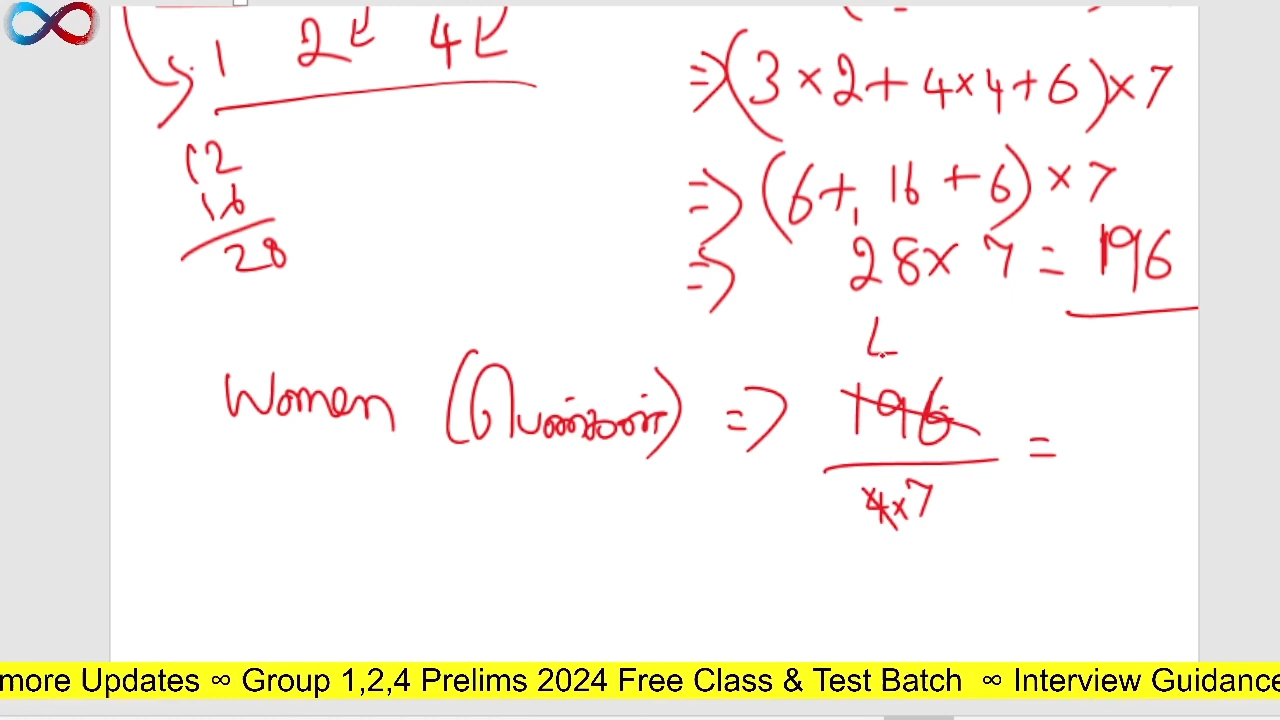 1 2 4
⇒ (3 × 2 + 4 × 4 + 6) × 7
12
16
28
⇒ (6 + 16 + 6) × 7
⇒ 28 × 7 = 196
Women (பெண்கள்) ⇒ 196 / 4 × 7 =
more Updates ∞ Group 1,2,4 Prelims 2024 Free Class & Test Batch ∞ Interview Guidance